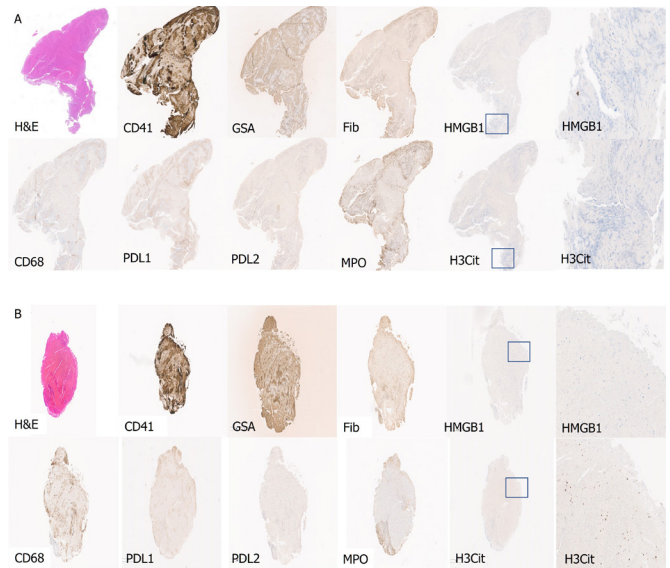 A
H&E CD41 GSA Fib HMGB1 HMGB1
CD68 PDL1 PDL2 MPO H3Cit H3Cit
B
H&E CD41 GSA Fib HMGB1 HMGB1
CD68 PDL1 PDL2 MPO H3Cit H3Cit